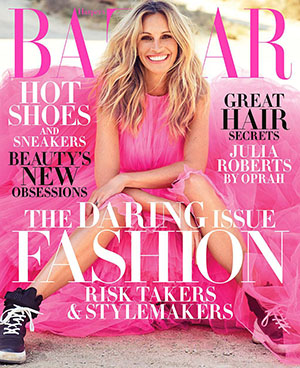 BAZAAR
HOT
SHOES
AND
SNEAKERS
BEAUTY'S
NEW
OBSESSIONS
GREAT
HAIR
SECRETS
JULIA
ROBERTS
BY OPRAH
THE DARING ISSUE
FASHION
RISK TAKERS
& STYLEMAKERS